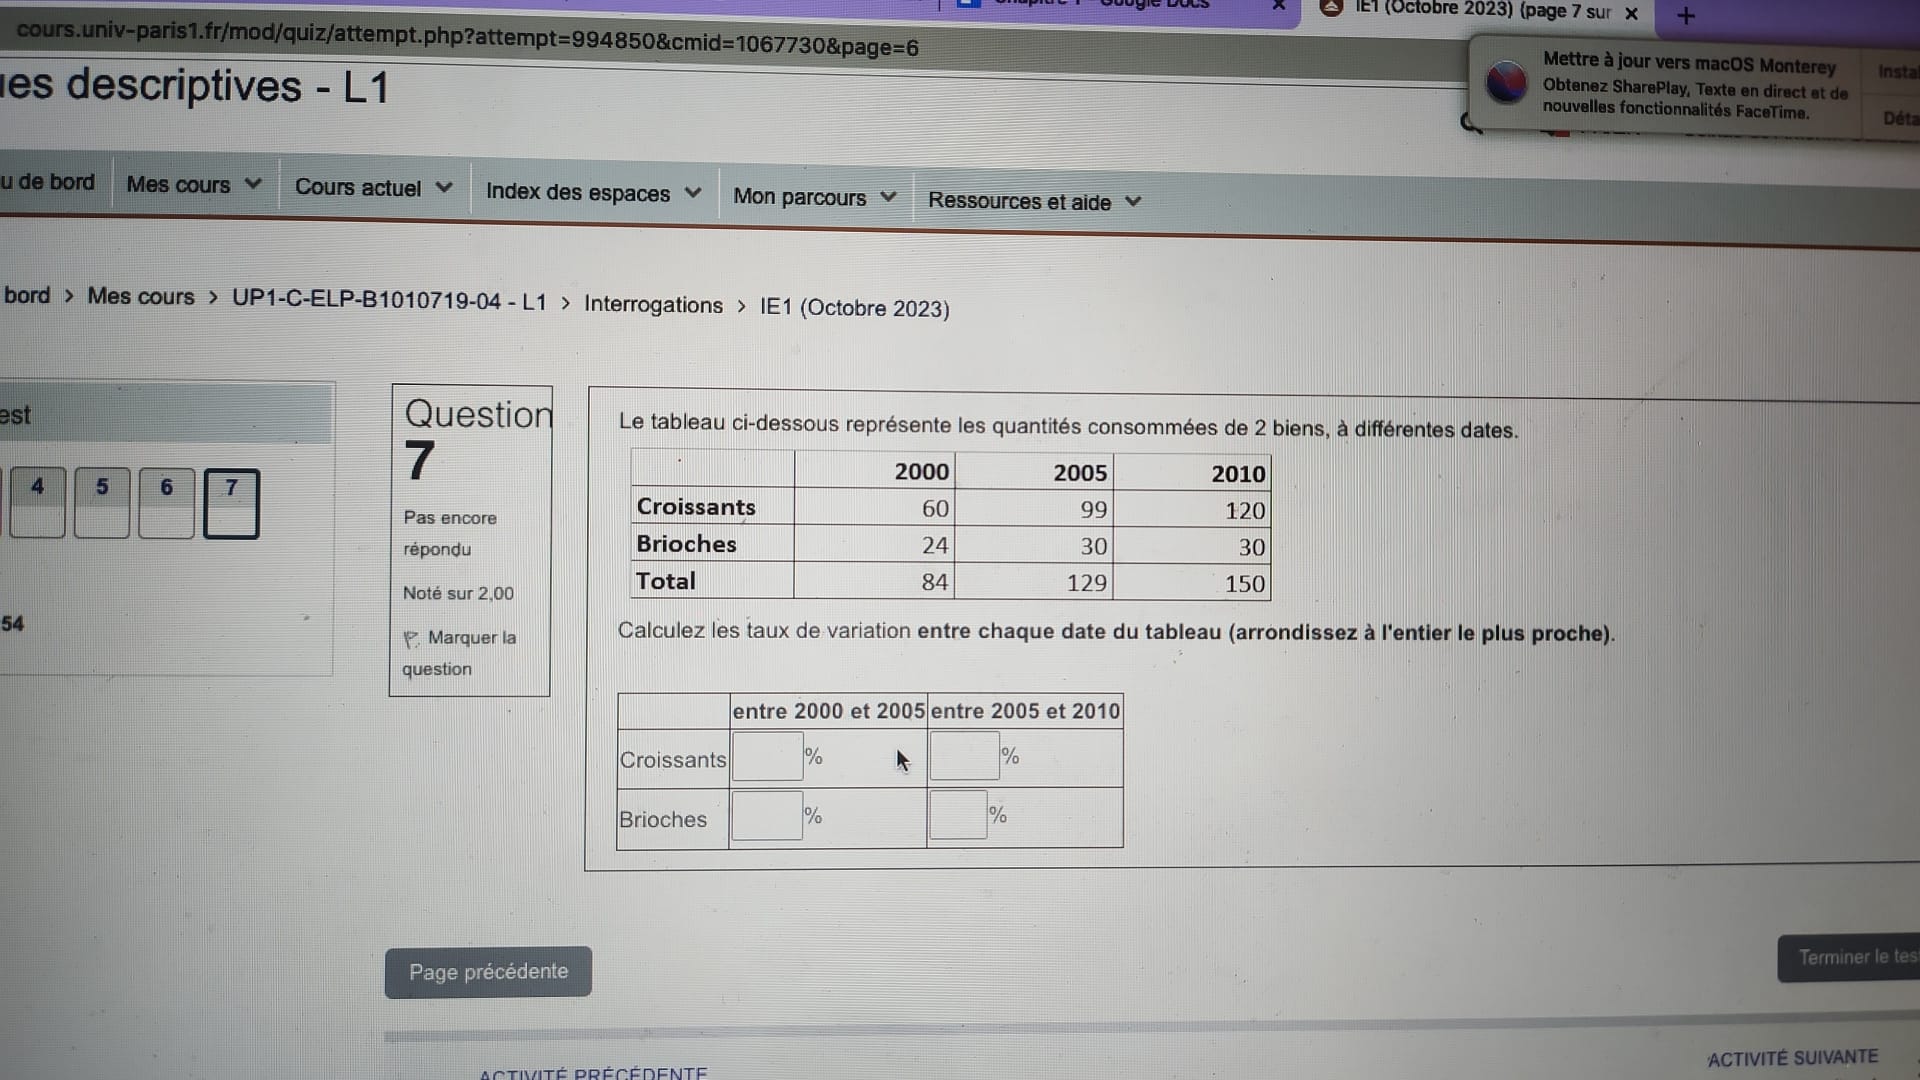 IE1 (Octobre 2023) (page 7 sur
cours.univ-paris1.fr/mod/quiz/attempt.php?attempt=994850&cmid=1067730&page=6
Mettre à jour vers macOS Monterey
Obtenez SharePlay, Texte en direct et de
nouvelles fonctionnalités FaceTime.
es descriptives - L1
u de bord Mes cours Cours actuel Index des espaces Mon parcours Ressources et aide
bord > Mes cours > UP1-C-ELP-B1010719-04 - L1 > Interrogations > IE1 (Octobre 2023)
est
4 5 6 7
54
Question
7
Pas encore
répondu
Noté sur 2,00
Marquer la
question
Le tableau ci-dessous représente les quantités consommées de 2 biens, à différentes dates.
2000 2005 2010
Croissants 60 99 120
Brioches 24 30 30
Total 84 129 150
Calculez les taux de variation entre chaque date du tableau (arrondissez à l'entier le plus proche).
entre 2000 et 2005 entre 2005 et 2010
Croissants % %
Brioches % %
Page précédente
Terminer le tes
ACTIVITÉ PRÉCÉDENTE
ACTIVITÉ SUIVANTE